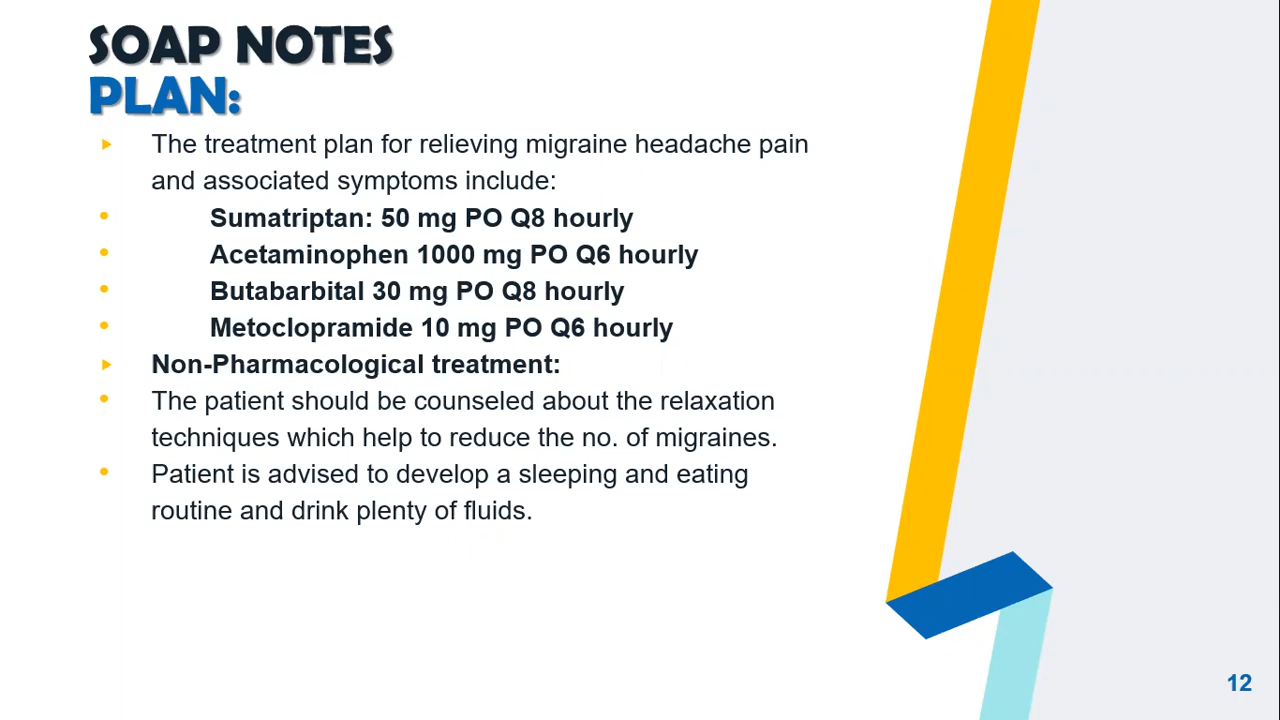 SOAP NOTES
PLAN:
The treatment plan for relieving migraine headache pain
and associated symptoms include:
Sumatriptan: 50 mg PO Q8 hourly
Acetaminophen 1000 mg PO Q6 hourly
Butabarbital 30 mg PO Q8 hourly
Metoclopramide 10 mg PO Q6 hourly
Non-Pharmacological treatment:
The patient should be counseled about the relaxation
techniques which help to reduce the no. of migraines.
Patient is advised to develop a sleeping and eating
routine and drink plenty of fluids.
12